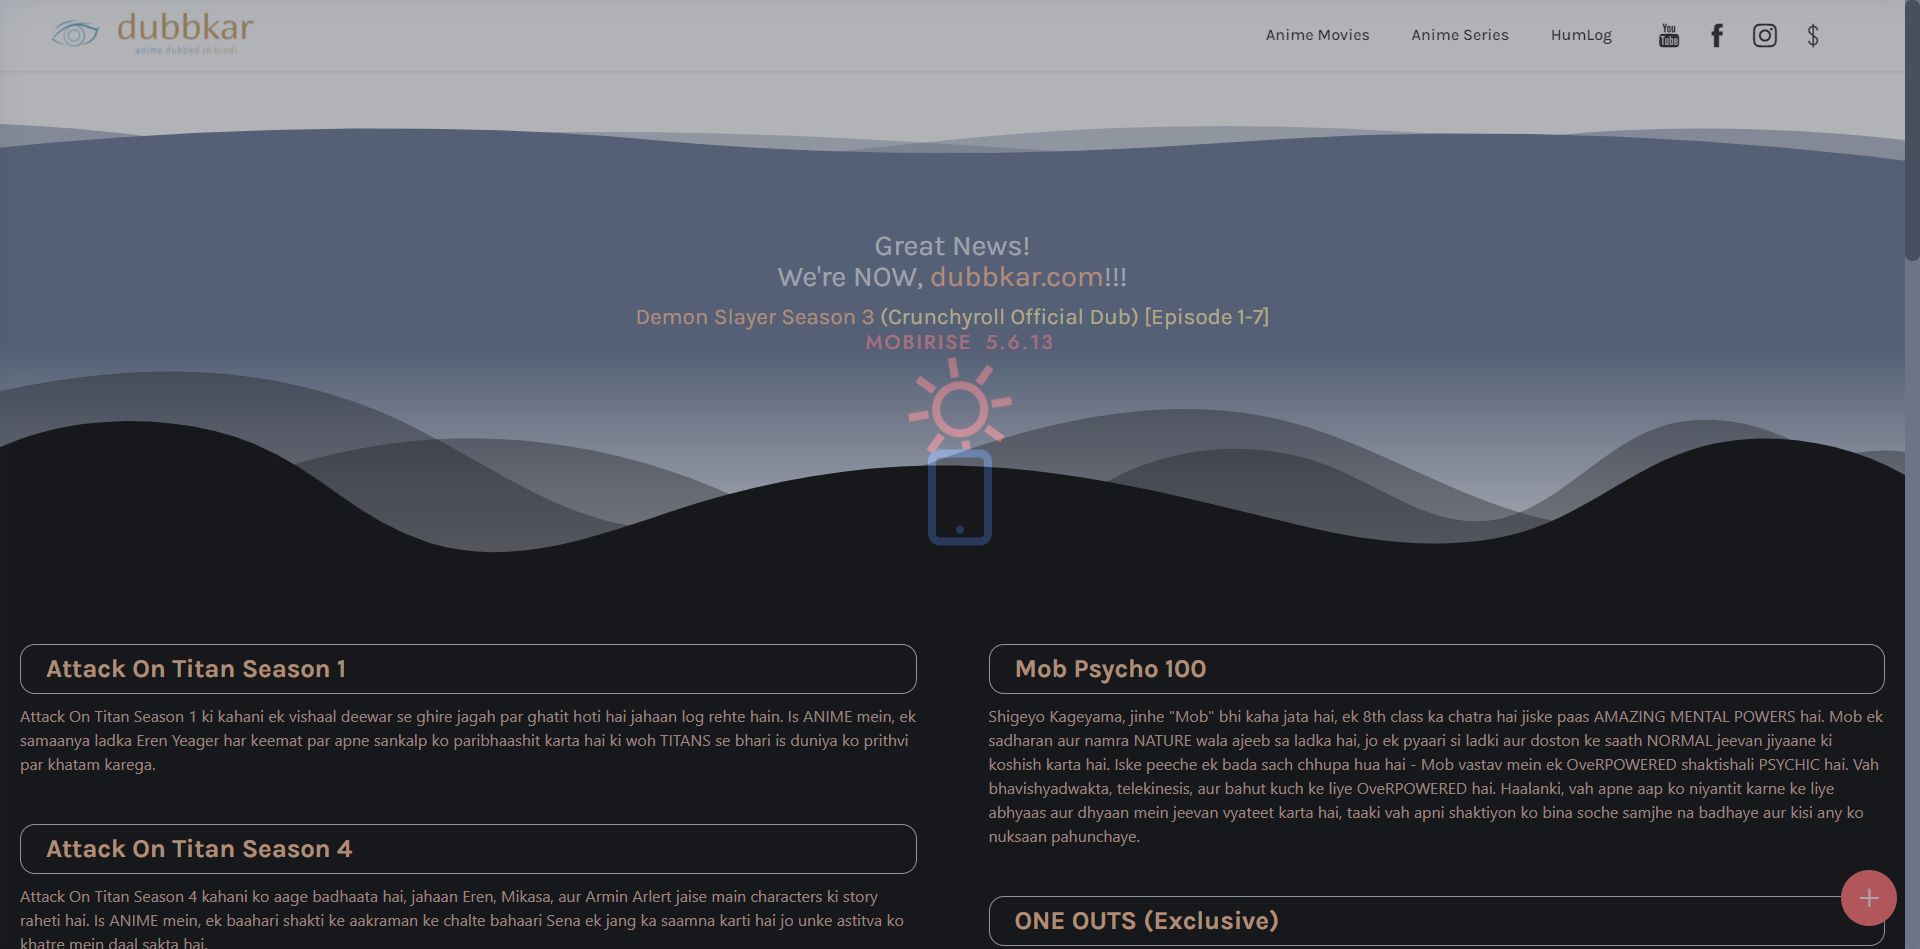 dubbkar
anime dubbed in hindi
Anime Movies
Anime Series
HumLog
You
Tube
Great News!
We're NOW, dubbkar.com!!!
Demon Slayer Season 3 (Crunchyroll Official Dub) [Episode 1-7]
MOBIRISE 5.6.13
Attack On Titan Season 1
Attack On Titan Season 1 ki kahani ek vishaal deewar se ghire jagah par ghatit hoti hai jahaan log rehte hain. Is ANIME mein, ek
samaanya ladka Eren Yeager har keemat par apne sankalp ko paribhaashit karta hai ki woh TITANS se bhari is duniya ko prithvi
par khatam karega.
Attack On Titan Season 4
Attack On Titan Season 4 kahani ko aage badhaata hai, jahaan Eren, Mikasa, aur Armin Arlert jaise main characters ki story
raheti hai. Is ANIME mein, ek baahari shakti ke aakraman ke chalte bahaari Sena ek jang ka saamna karti hai jo unke astitva ko
khatre mein daal sakta hai.
Mob Psycho 100
Shigeyo Kageyama, jinhe "Mob" bhi kaha jata hai, ek 8th class ka chatra hai jiske paas AMAZING MENTAL POWERS hai. Mob ek
sadharan aur namra NATURE wala ajeeb sa ladka hai, jo ek pyaari si ladki aur doston ke saath NORMAL jeevan jiyaane ki
koshish karta hai. Iske peeche ek bada sach chhupa hua hai - Mob vastav mein ek OveRPOWERED shaktishali PSYCHIC hai. Vah
bhavishyadwakta, telekinesis, aur bahut kuch ke liye OveRPOWERED hai. Haalanki, vah apne aap ko niyantit karne ke liye
abhyaas aur dhyaan mein jeevan vyateet karta hai, taaki vah apni shaktiyon ko bina soche samjhe na badhaye aur kisi any ko
nuksaan pahunchaye.
ONE OUTS (Exclusive)